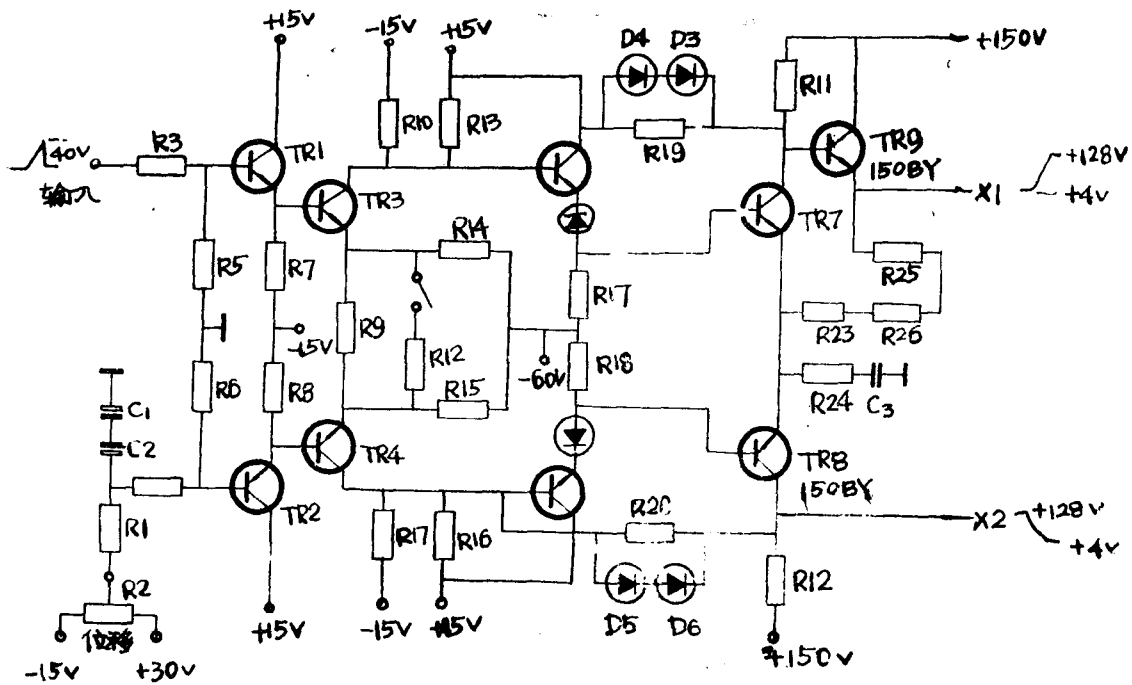 +15v
-15v
+15v
D4
D3
+150V
R11
R10
R13
R19
TR9
150BY
40v
输入
R3
TR1
TR3
+128V
X1
+4v
TR7
R14
R5
R7
R17
R25
R9
R23
R26
-15v
R12
-60v
R18
R6
R8
R15
R24
C3
C1
C2
TR4
TR8
150BY
TR2
R20
R1
R17
R16
X2
+128v
+4v
R2
R12
位移
-15v
+30v
+15v
-15v
+15v
D5
D6
+150v